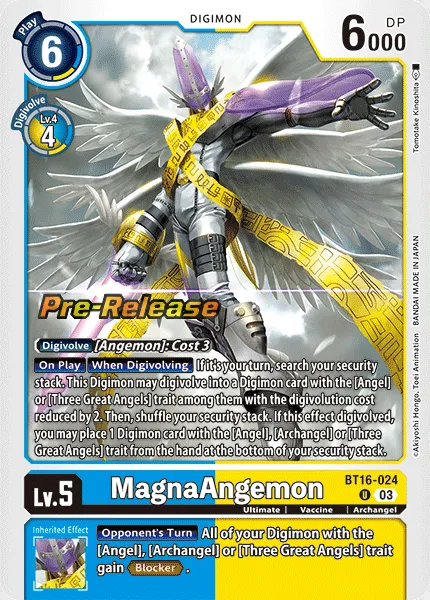 Play
DIGIMON
6
6000
DP
Digivolve
Lv.4
4
Tomotake Kinoshita
©Akiyoshi Hongo, Toei Animation BANDAI MADE IN JAPAN
Pre-Release
Digivolve [Angemon]: Cost 3
On Play When Digivolving If it's your turn, search your security
stack. This Digimon may digivolve into a Digimon card with the [Angel]
or [Three Great Angels] trait among them with the digivolution cost
reduced by 2. Then, shuffle your security stack. If this effect digivolved,
you may place 1 Digimon card with the [Angel], [Archangel] or [Three
Great Angels] trait from the hand at the bottom of your security stack.
BT16-024
Lv.5
MagnaAngemon
U 03
Ultimate | Vaccine | Archangel
Inherited Effect
Opponent's Turn All of your Digimon with the
[Angel], [Archangel] or [Three Great Angels] trait
gain Blocker.